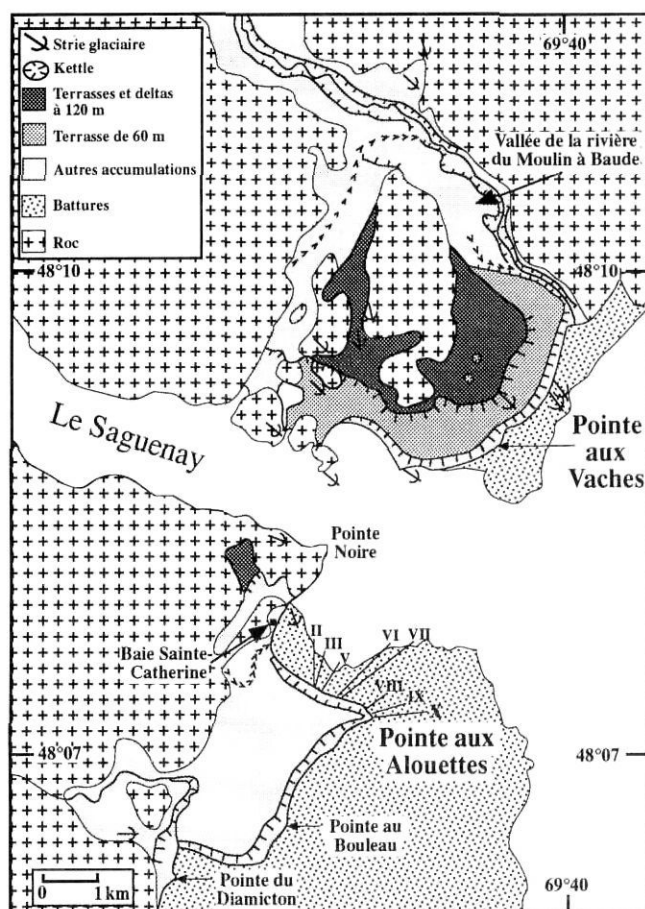 Strie glaciaire
Kettle
Terrasses et deltas
à 120 m
Terrasse de 60 m
Autres accumulations
Battures
Roc
69°40
Vallée de la rivière
du Moulin à Baude
48°10
48°10
Le Saguenay
Pointe
aux
Vaches
Pointe
Noire
Baie Sainte-
Catherine
II
III
V
VI
VII
VIII
IX
X
Pointe aux
Alouettes
48°07
48°07
Pointe au
Bouleau
Pointe du
Diamicton
0 1 km
69°40